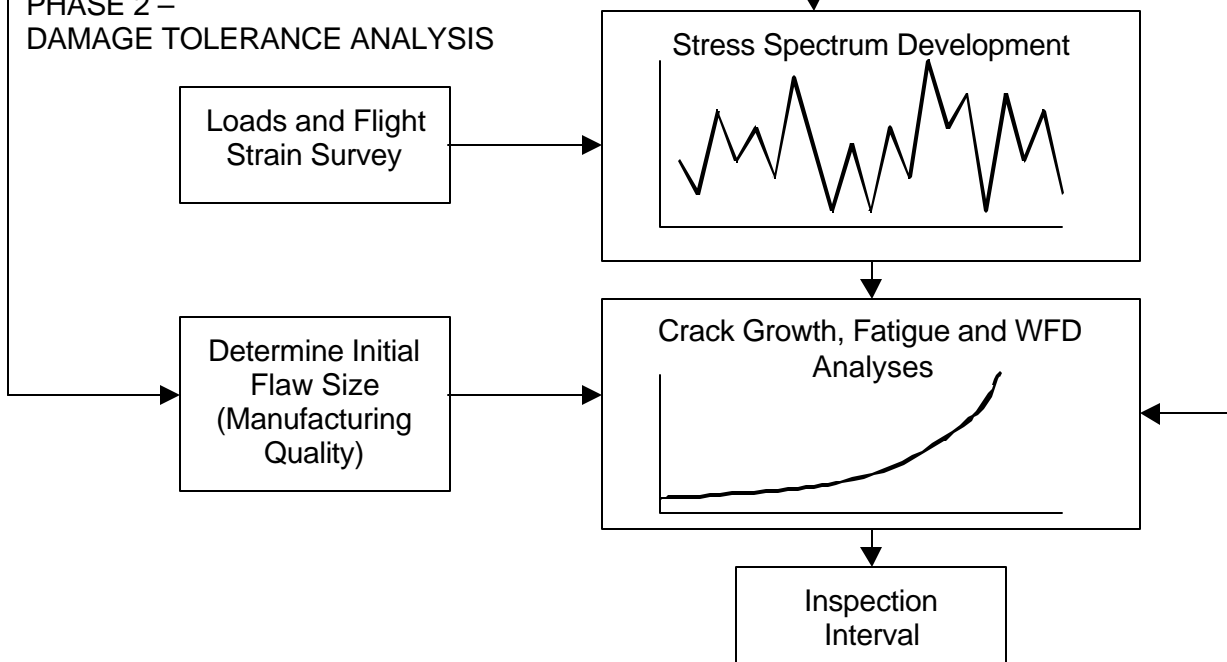 PHASE 2 –
DAMAGE TOLERANCE ANALYSIS
Stress Spectrum Development
Loads and Flight
Strain Survey
Crack Growth, Fatigue and WFD
Analyses
Determine Initial
Flaw Size
(Manufacturing
Quality)
Inspection
Interval